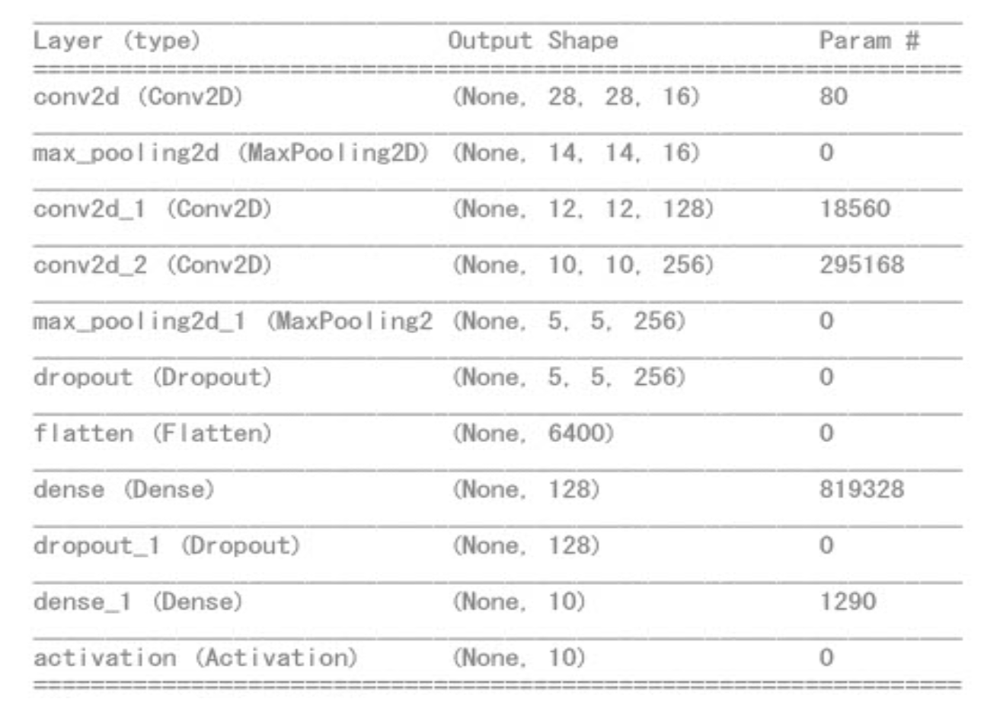 Layer (type) Output Shape Param #
=================================================================
conv2d (Conv2D) (None, 28, 28, 16) 80
max_pooling2d (MaxPooling2D) (None, 14, 14, 16) 0
conv2d_1 (Conv2D) (None, 12, 12, 128) 18560
conv2d_2 (Conv2D) (None, 10, 10, 256) 295168
max_pooling2d_1 (MaxPooling2 (None, 5, 5, 256) 0
dropout (Dropout) (None, 5, 5, 256) 0
flatten (Flatten) (None, 6400) 0
dense (Dense) (None, 128) 819328
dropout_1 (Dropout) (None, 128) 0
dense_1 (Dense) (None, 10) 1290
activation (Activation) (None, 10) 0
=================================================================